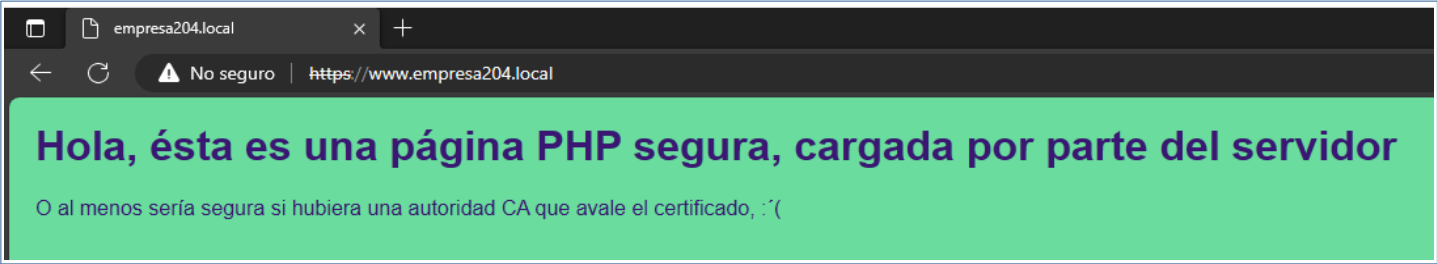 empresa204.local
No seguro | https://www.empresa204.local
Hola, ésta es una página PHP segura, cargada por parte del servidor
O al menos sería segura si hubiera una autoridad CA que avale el certificado, :´(